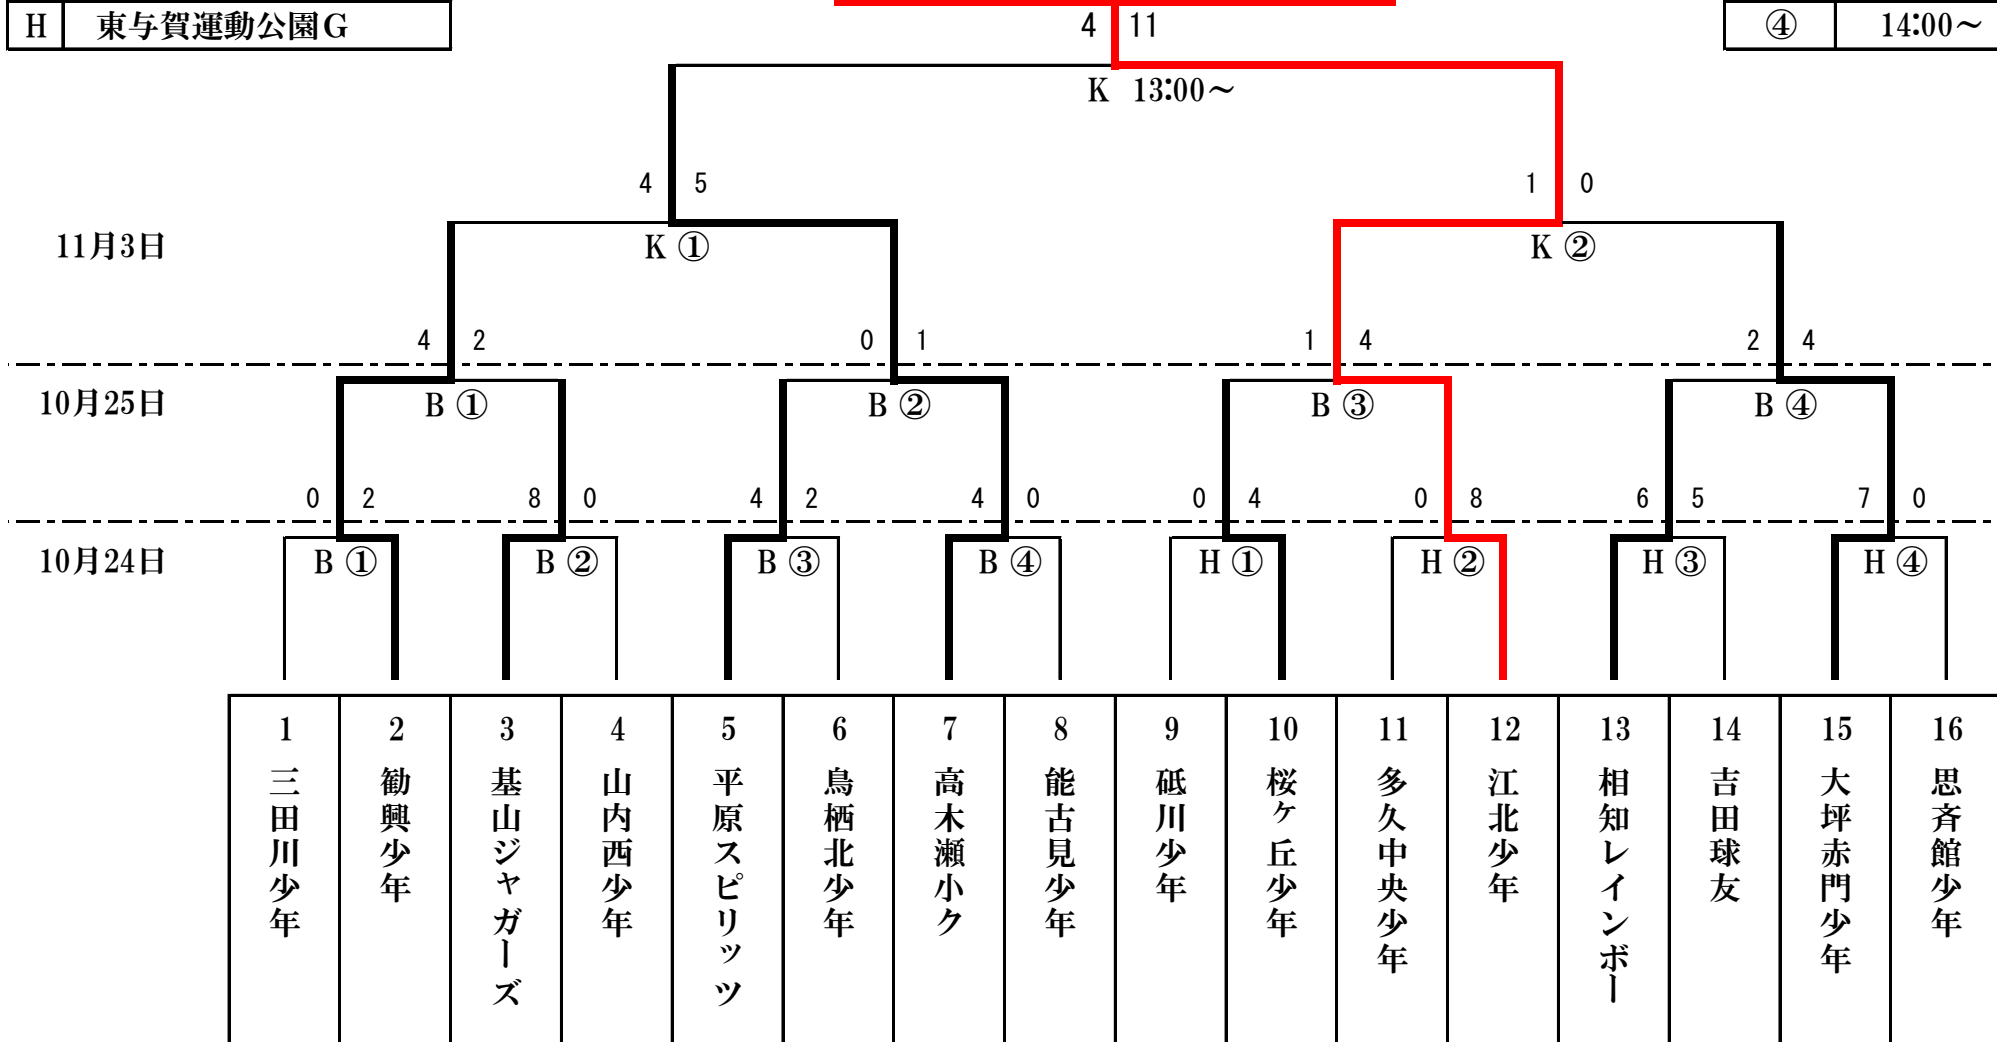 H 東与賀運動公園G
4 11
④ 14:00～
K 13:00～
4 5
1 0
11月3日
K ①
K ②
4 2
0 1
1 4
2 4
10月25日
B ①
B ②
B ③
B ④
0 2
8 0
4 2
4 0
0 4
0 8
6 5
7 0
10月24日
B ①
B ②
B ③
B ④
H ①
H ②
H ③
H ④
1 三田川少年
2 勧興少年
3 基山ジャガーズ
4 山内西少年
5 平原スピリッツ
6 鳥栖北少年
7 高木瀬小ク
8 能古見少年
9 砥川少年
10 桜ケ丘少年
11 多久中央少年
12 江北少年
13 相知レインボー
14 吉田球友
15 大坪赤門少年
16 思斉館少年